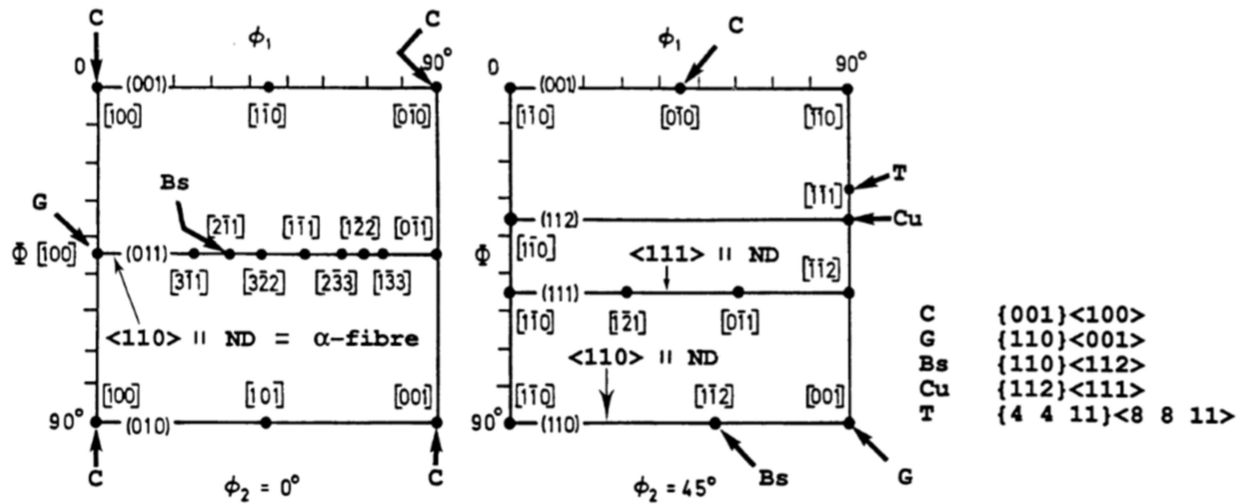 C
C
ϕ₁
0
90°
(001)
[100]
[11̄0]
[01̄0]
Bs
G
[21̄1]
[11̄1]
[12̄2]
[01̄1]
Φ
[100]
(011)
[31̄1]
[32̄2]
[23̄3]
[13̄3]
<110> || ND = α-fibre
[100]
[101]
[001]
90°
(010)
C
C
ϕ₂ = 0°
ϕ₁
C
0
90°
(001)
[11̄0]
[01̄0]
[1̄1̄0]
[1̄1̄1]
T
(112)
Cu
[11̄0]
<111> || ND
Φ
[1̄1̄2]
(111)
[11̄0]
[12̄1]
[01̄1]
<110> || ND
[11̄0]
[11̄2]
[001]
90°
(110)
Bs
G
ϕ₂ = 45°
C {001}<100>
G {110}<001>
Bs {110}<112>
Cu {112}<111>
T {4 4 11}<8 8 11>